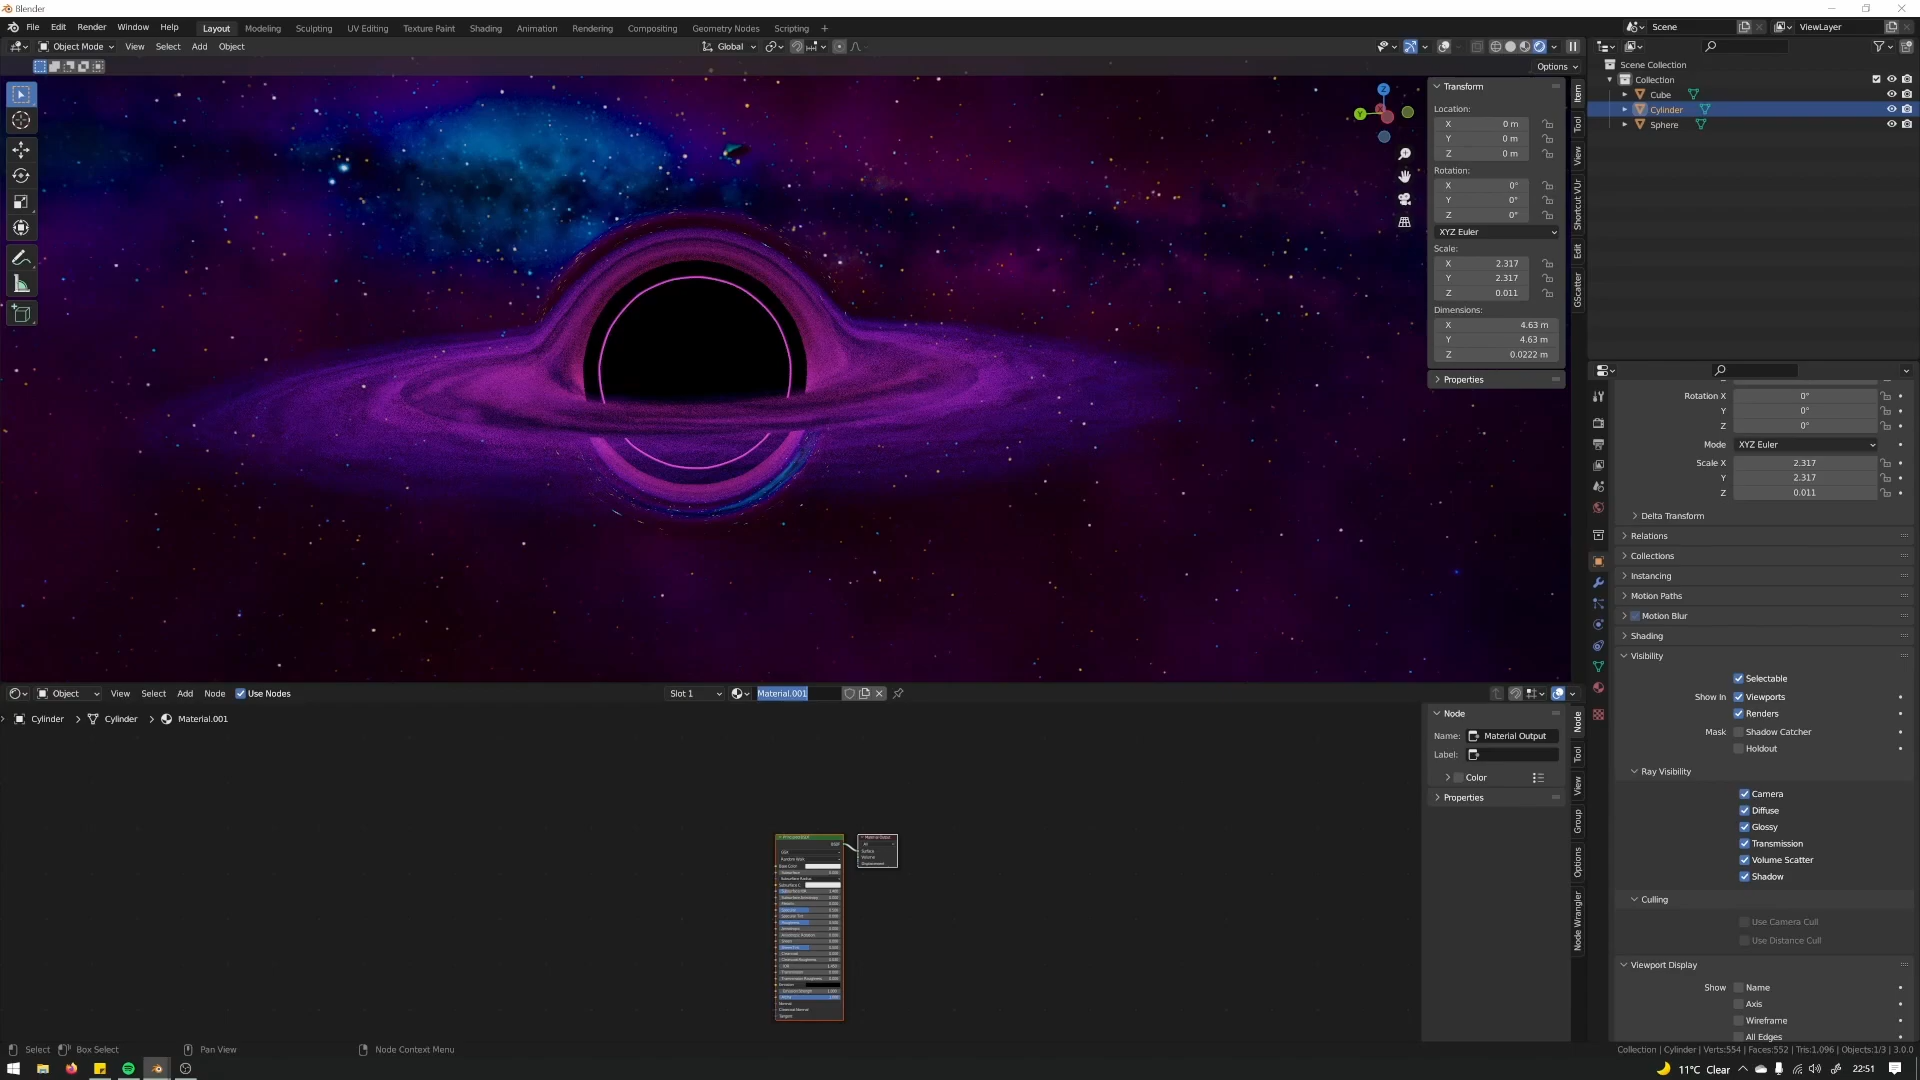 Blender
File Edit Render Window Help
Layout Modeling Sculpting UV Editing Texture Paint Shading Animation Rendering Compositing Geometry Nodes Scripting +
Scene
ViewLayer
Object Mode View Select Add Object
Global
Options
Transform
Location:
X 0 m
Y 0 m
Z 0 m
Rotation:
X 0°
Y 0°
Z 0°
XYZ Euler
Scale:
X 2.317
Y 2.317
Z 0.011
Dimensions:
X 4.63 m
Y 4.63 m
Z 0.0222 m
Properties
Item
Tool
View
Shortcut VUr
Edit
GScatter
Z
Y
X
Scene Collection
Collection
Cube
Cylinder
Sphere
Rotation X 0°
Y 0°
Z 0°
Mode XYZ Euler
Scale X 2.317
Y 2.317
Z 0.011
Delta Transform
Relations
Collections
Instancing
Motion Paths
Motion Blur
Shading
Visibility
Selectable
Show In Viewports
Renders
Mask Shadow Catcher
Holdout
Ray Visibility
Camera
Diffuse
Glossy
Transmission
Volume Scatter
Shadow
Culling
Use Camera Cull
Use Distance Cull
Viewport Display
Show Name
Axis
Wireframe
All Edges
Object View Select Add Node Use Nodes
Slot 1
Material.001
Cylinder > Cylinder > Material.001
Node
Name: Material Output
Label:
Color
Properties
Node
Tool
View
Group
Options
Node Wrangler
Material Output
All
Surface
Volume
Displacement
Select Box Select Pan View Node Context Menu
Collection | Cylinder | Verts:554 | Faces:552 | Tris:1,096 | Objects:1/3 | 3.0.0
11°C Clear
22:51